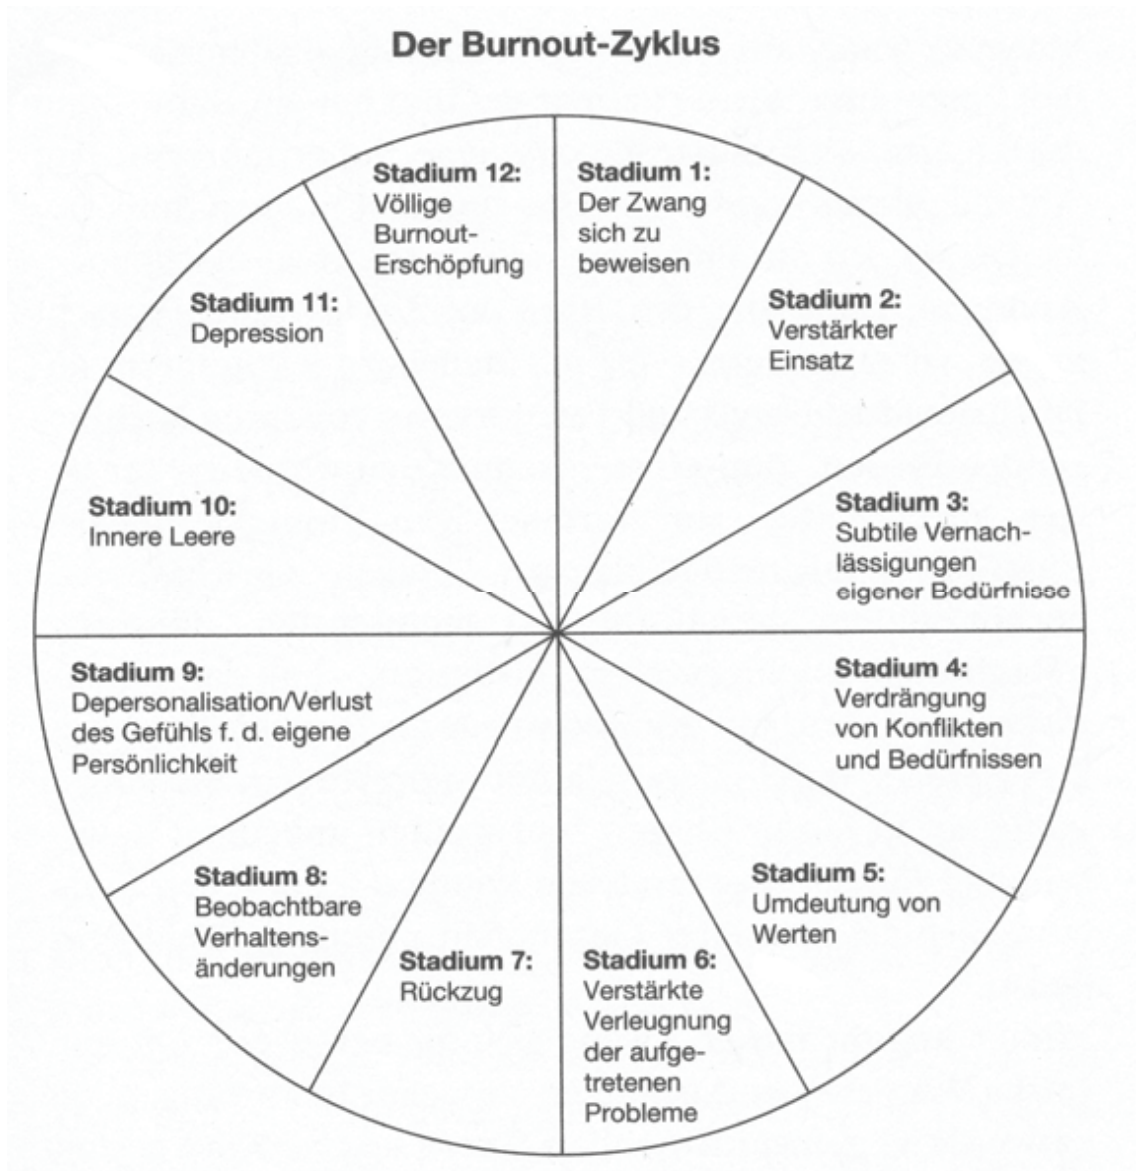 Der Burnout-Zyklus
Stadium 1:
Der Zwang
sich zu
beweisen
Stadium 2:
Verstärkter
Einsatz
Stadium 3:
Subtile Vernach-
lässigungen
eigener Bedürfnisse
Stadium 4:
Verdrängung
von Konflikten
und Bedürfnissen
Stadium 5:
Umdeutung von
Werten
Stadium 6:
Verstärkte
Verleugnung
der aufge-
tretenen
Probleme
Stadium 7:
Rückzug
Stadium 8:
Beobachtbare
Verhaltens-
änderungen
Stadium 9:
Depersonalisation/Verlust
des Gefühls f. d. eigene
Persönlichkeit
Stadium 10:
Innere Leere
Stadium 11:
Depression
Stadium 12:
Völlige
Burnout-
Erschöpfung